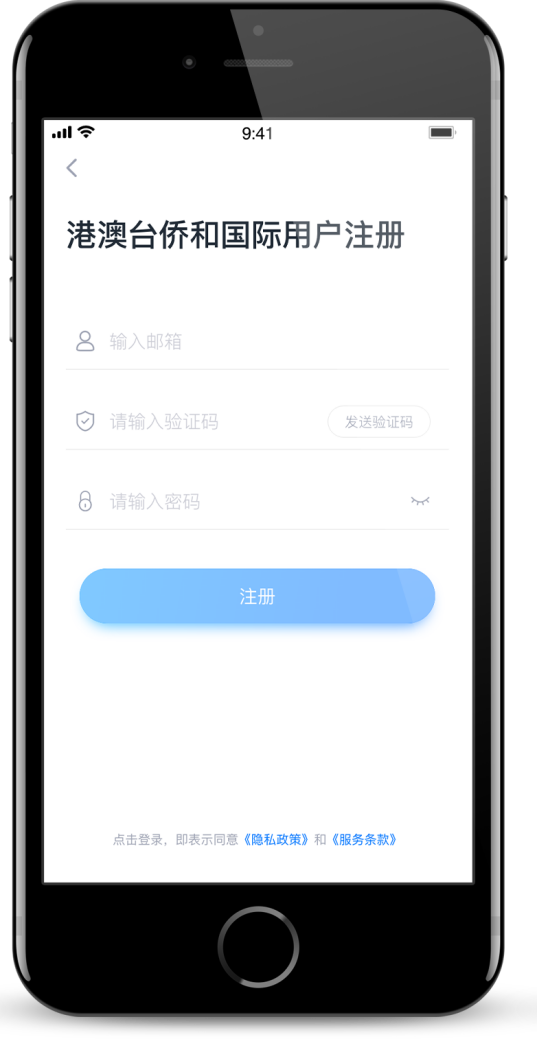 9:41
港澳台侨和国际用户注册
输入邮箱
请输入验证码 发送验证码
请输入密码
注册
点击登录，即表示同意《隐私政策》和《服务条款》